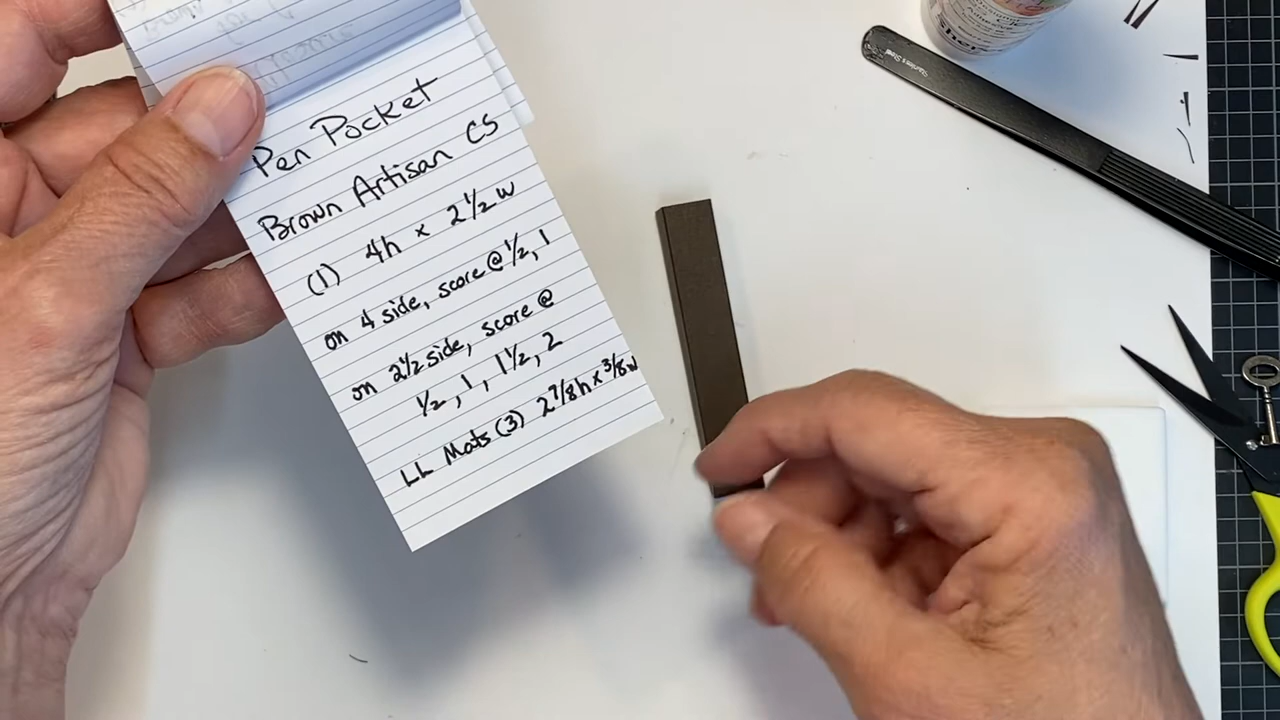 Pen Pocket
Brown Artisan CS
(1) 4h x 2½ w
on 4 side, score @ ½, 1
on 2½ side, score @
½, 1, 1½, 2
LL Mats (3) 2⅞h x ⅜w